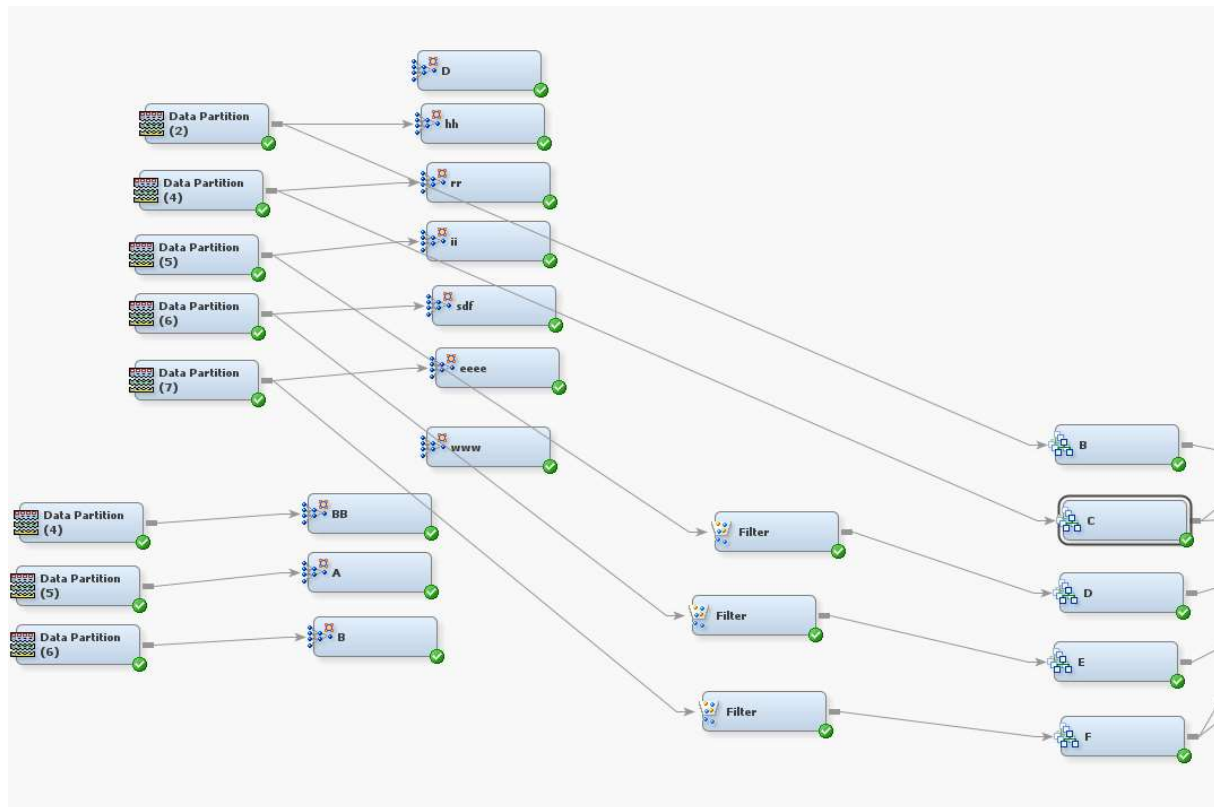 D
Data Partition
(2)
hh
Data Partition
(4)
rr
Data Partition
(5)
ii
Data Partition
(6)
sdf
Data Partition
(7)
eeee
www
B
Data Partition
(4)
BB
C
Filter
Data Partition
(5)
A
D
Filter
Data Partition
(6)
B
E
Filter
F